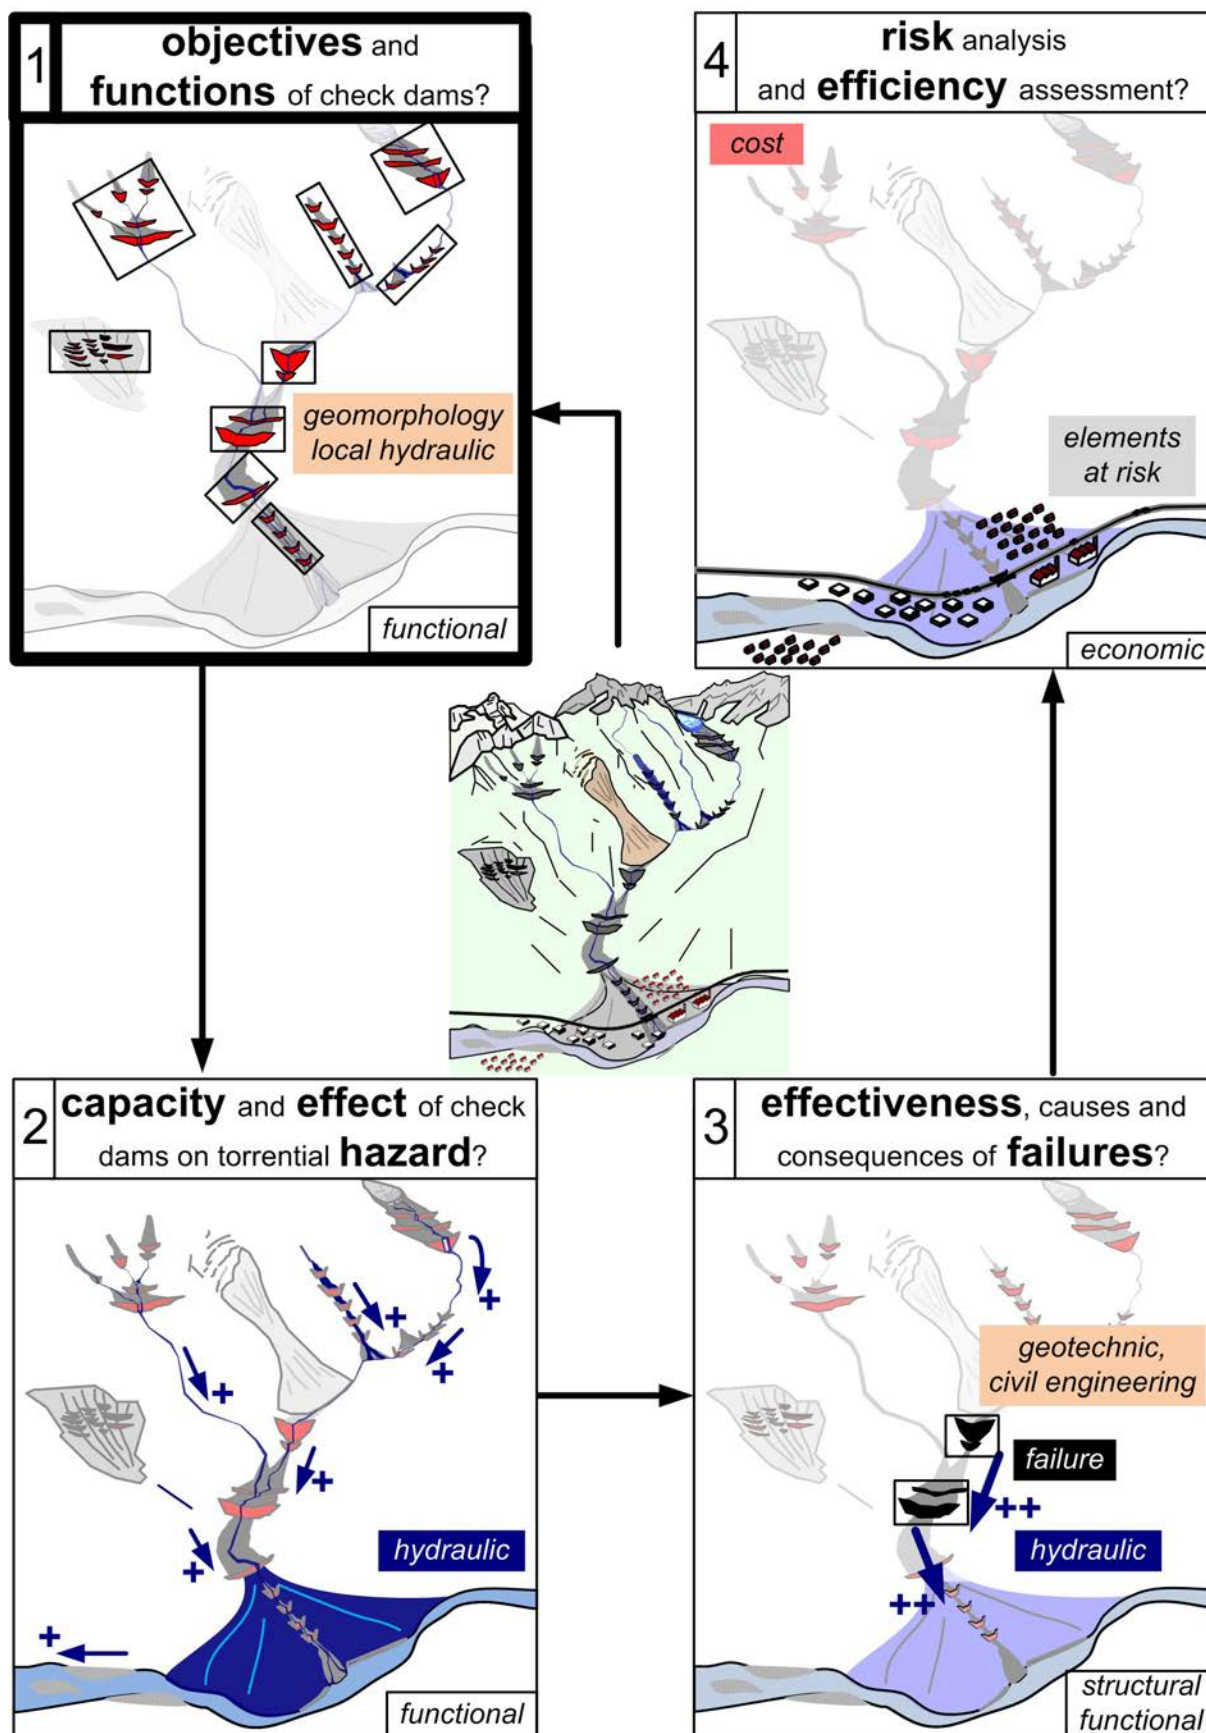 1
objectives and
functions of check dams?
geomorphology
local hydraulic
functional
2
capacity and effect of check
dams on torrential hazard?
+
+
+
+
+
+
hydraulic
functional
3
effectiveness, causes and
consequences of failures?
geotechnic,
civil engineering
failure
++
hydraulic
++
structural
functional
4
risk analysis
and efficiency assessment?
cost
elements
at risk
economic